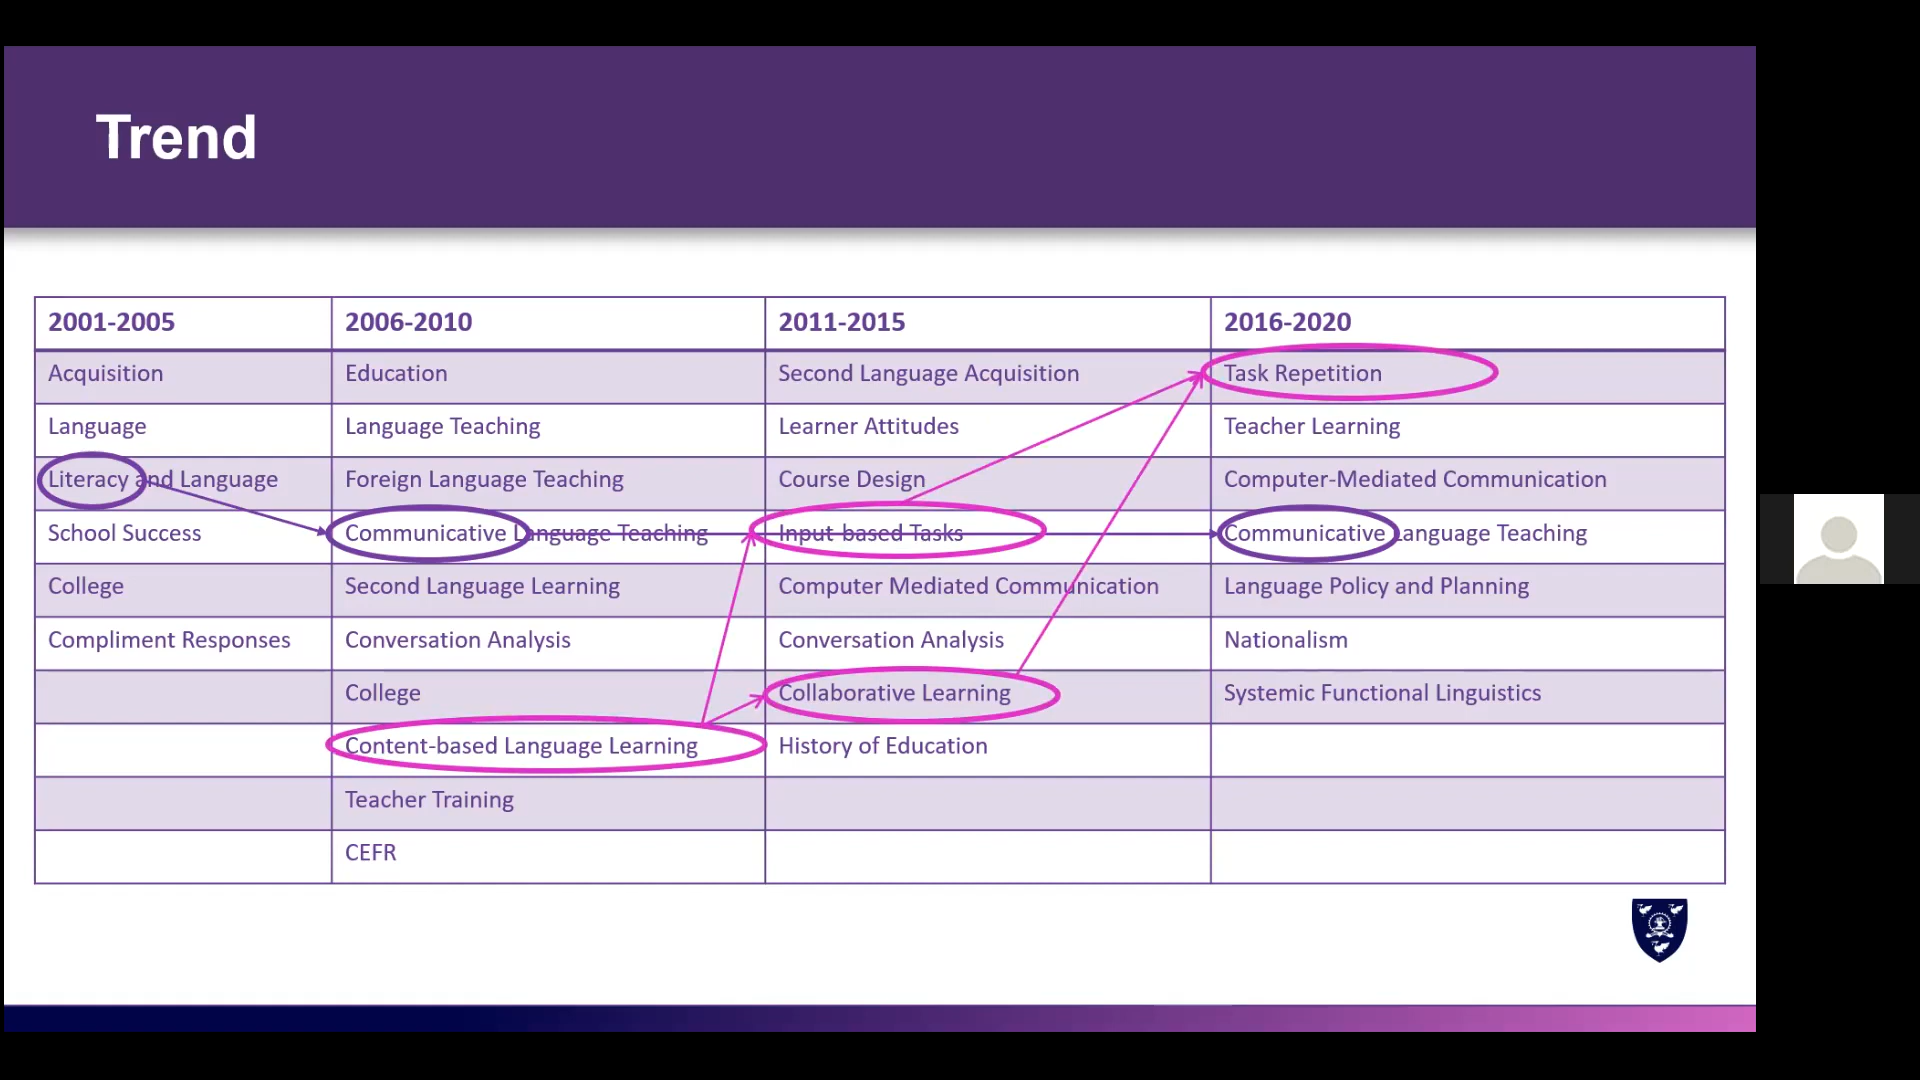 Trend
2001-2005 2006-2010 2011-2015 2016-2020
Acquisition Education Second Language Acquisition Task Repetition
Language Language Teaching Learner Attitudes Teacher Learning
Literacy and Language Foreign Language Teaching Course Design Computer-Mediated Communication
School Success Communicative Language Teaching Input-based Tasks Communicative Language Teaching
College Second Language Learning Computer Mediated Communication Language Policy and Planning
Compliment Responses Conversation Analysis Conversation Analysis Nationalism
College Collaborative Learning Systemic Functional Linguistics
Content-based Language Learning History of Education
Teacher Training
CEFR